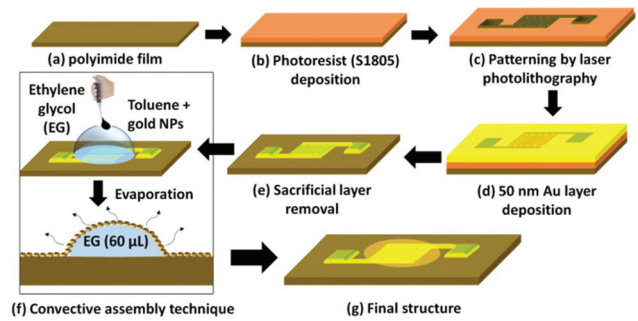 (a) polyimide film
(b) Photoresist (S1805)
deposition
(c) Patterning by laser
photolithography
(d) 50 nm Au layer
deposition
(e) Sacrificial layer
removal
Ethylene
glycol
(EG)
Toluene +
gold NPs
Evaporation
EG (60 µL)
(f) Convective assembly technique
(g) Final structure